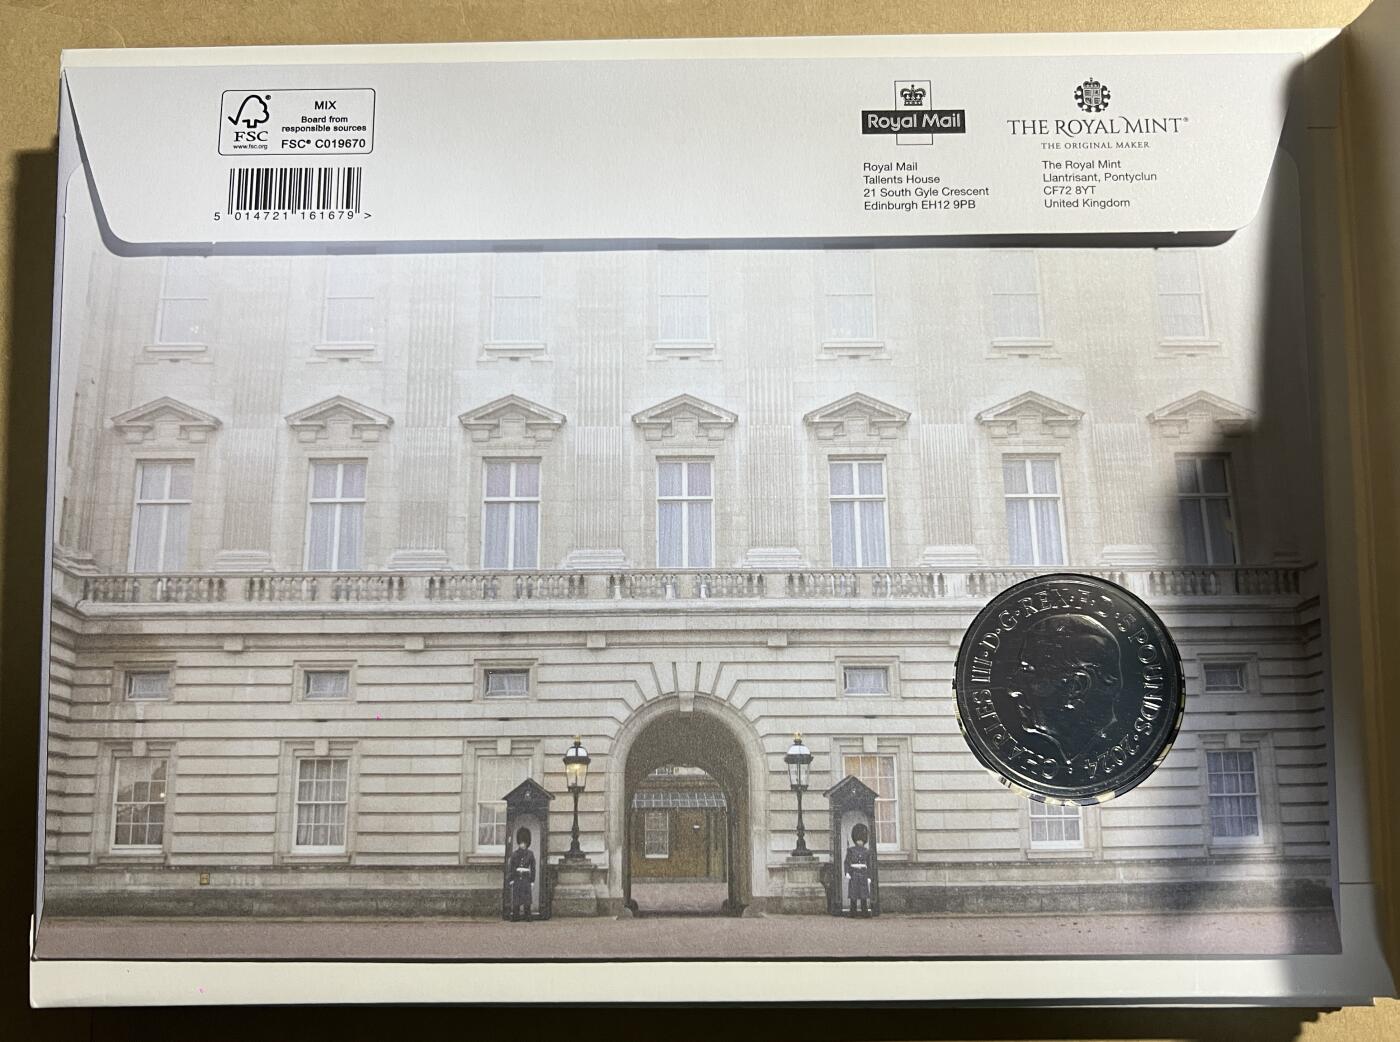 MIX
Board from
responsible sources
FSC® C019670
FSC
www.fsc.org
5 014721 161679 >
Royal Mail
Royal Mail
Tallents House
21 South Gyle Crescent
Edinburgh EH12 9PB
THE ROYAL MINT®
THE ORIGINAL MAKER
The Royal Mint
Llantrisant, Pontyclun
CF72 8YT
United Kingdom
CHARLES III·D·G·REX·F·D·5 POUNDS·2024·